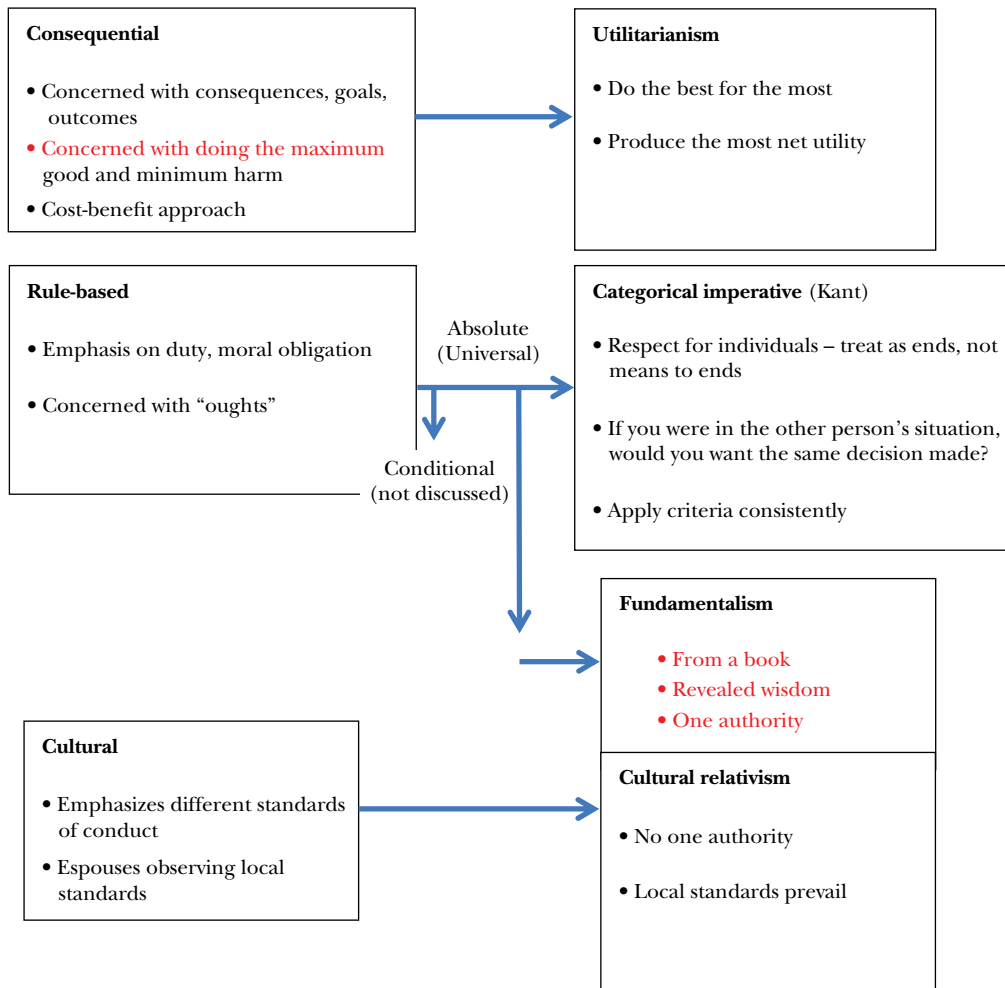 Consequential
• Concerned with consequences, goals,
outcomes
• Concerned with doing the maximum
good and minimum harm
• Cost-benefit approach
Utilitarianism
• Do the best for the most
• Produce the most net utility
Rule-based
• Emphasis on duty, moral obligation
• Concerned with “oughts”
Absolute
(Universal)
Conditional
(not discussed)
Categorical imperative (Kant)
• Respect for individuals – treat as ends, not
means to ends
• If you were in the other person’s situation,
would you want the same decision made?
• Apply criteria consistently
Fundamentalism
• From a book
• Revealed wisdom
• One authority
Cultural
• Emphasizes different standards
of conduct
• Espouses observing local
standards
Cultural relativism
• No one authority
• Local standards prevail